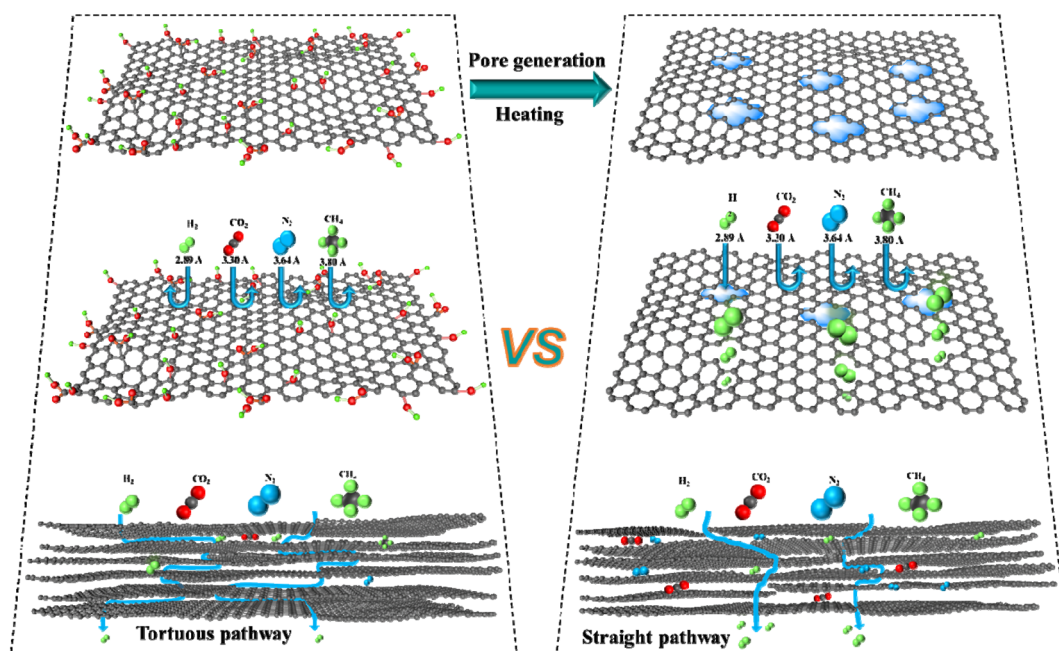 Pore generation
Heating
H₂ CO₂ N₂ CH₄
2.89 Å 3.30 Å 3.64 Å 3.80 Å
H
2
CO₂ N₂ CH₄
2.89 Å 3.30 Å 3.64 Å 3.80 Å
VS
H₂ CO₂ N₂ CH₄
Tortuous pathway
H₂ CO₂ N₂ CH₄
Straight pathway